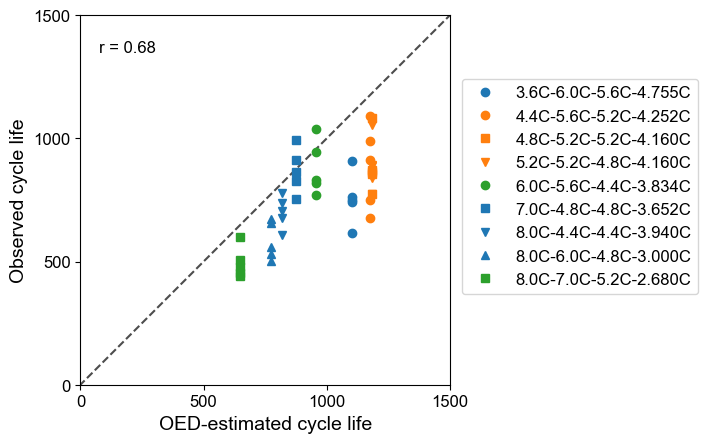 1500
1000
500
0
Observed cycle life
r = 0.68
0
500
1000
1500
OED-estimated cycle life
3.6C-6.0C-5.6C-4.755C
4.4C-5.6C-5.2C-4.252C
4.8C-5.2C-5.2C-4.160C
5.2C-5.2C-4.8C-4.160C
6.0C-5.6C-4.4C-3.834C
7.0C-4.8C-4.8C-3.652C
8.0C-4.4C-4.4C-3.940C
8.0C-6.0C-4.8C-3.000C
8.0C-7.0C-5.2C-2.680C